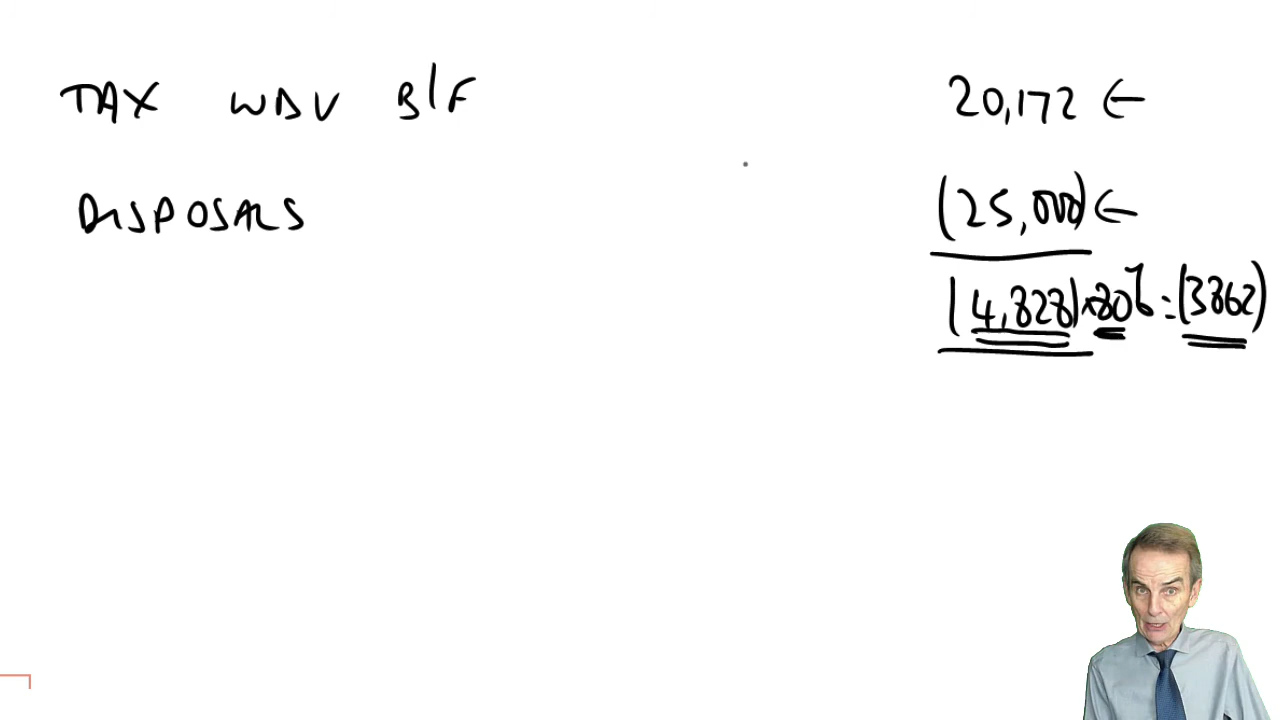 TAX WDV B/F 20,172 ←
DISPOSALS (25,000) ←
(4,828) × 80% = (3862)